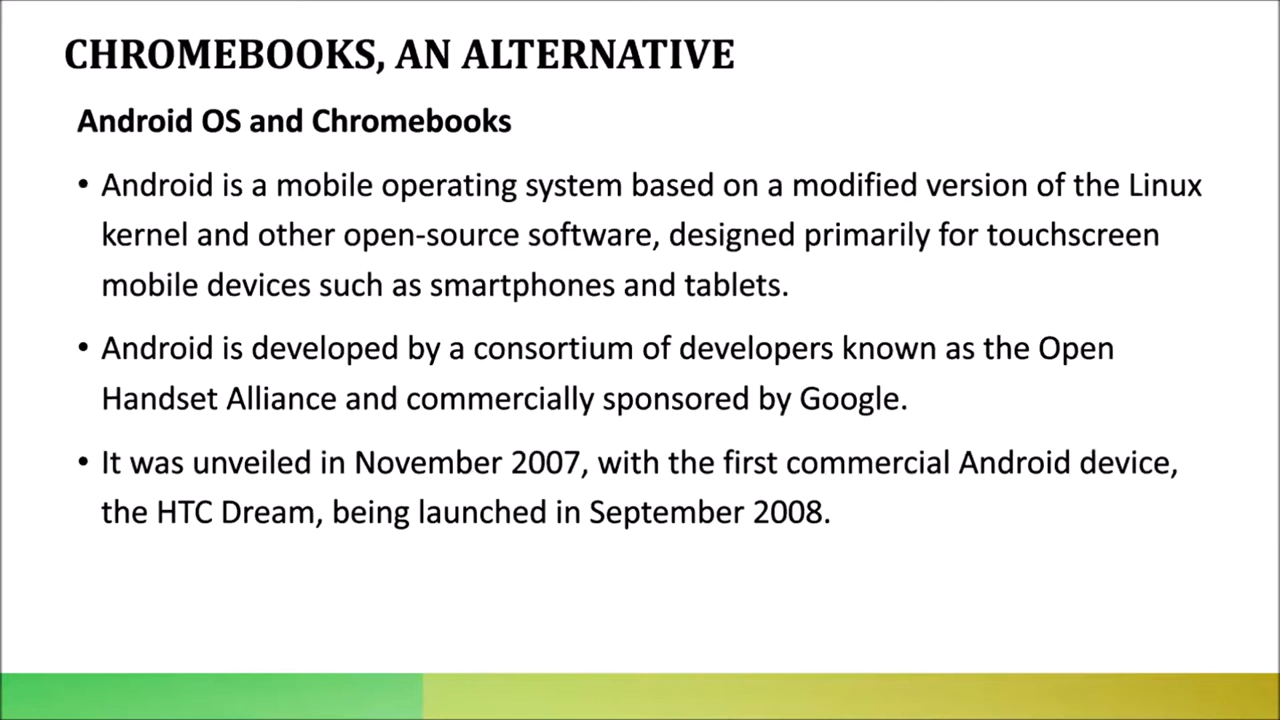 CHROMEBOOKS, AN ALTERNATIVE
Android OS and Chromebooks
• Android is a mobile operating system based on a modified version of the Linux
kernel and other open-source software, designed primarily for touchscreen
mobile devices such as smartphones and tablets.
• Android is developed by a consortium of developers known as the Open
Handset Alliance and commercially sponsored by Google.
• It was unveiled in November 2007, with the first commercial Android device,
the HTC Dream, being launched in September 2008.